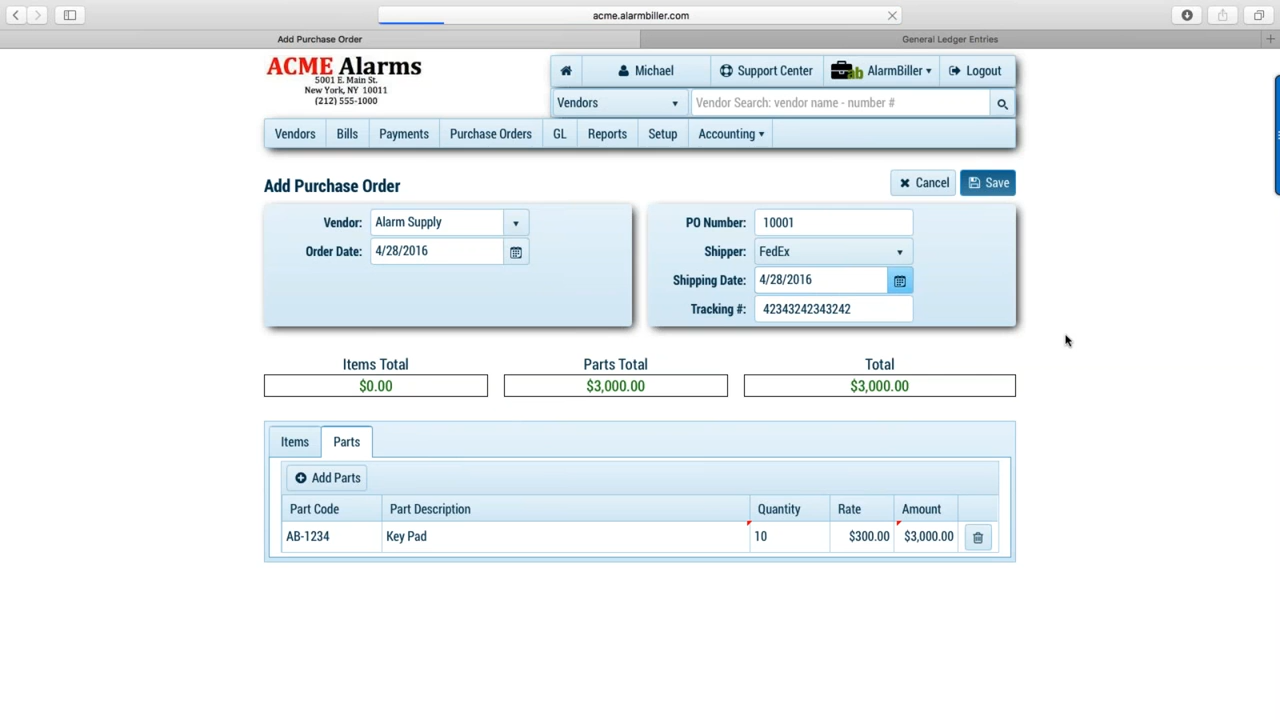 acme.alarmbiller.com
Add Purchase Order
General Ledger Entries
ACME Alarms
5001 E. Main St.
New York, NY 10011
(212) 555-1000
Michael
Support Center
ab AlarmBiller
Logout
Vendors
Vendor Search: vendor name - number #
Vendors
Bills
Payments
Purchase Orders
GL
Reports
Setup
Accounting
Add Purchase Order
Cancel
Save
Vendor: Alarm Supply
Order Date: 4/28/2016
PO Number: 10001
Shipper: FedEx
Shipping Date: 4/28/2016
Tracking #: 42343242343242
Items Total
$0.00
Parts Total
$3,000.00
Total
$3,000.00
Items
Parts
Add Parts
Part Code Part Description Quantity Rate Amount
AB-1234 Key Pad 10 $300.00 $3,000.00